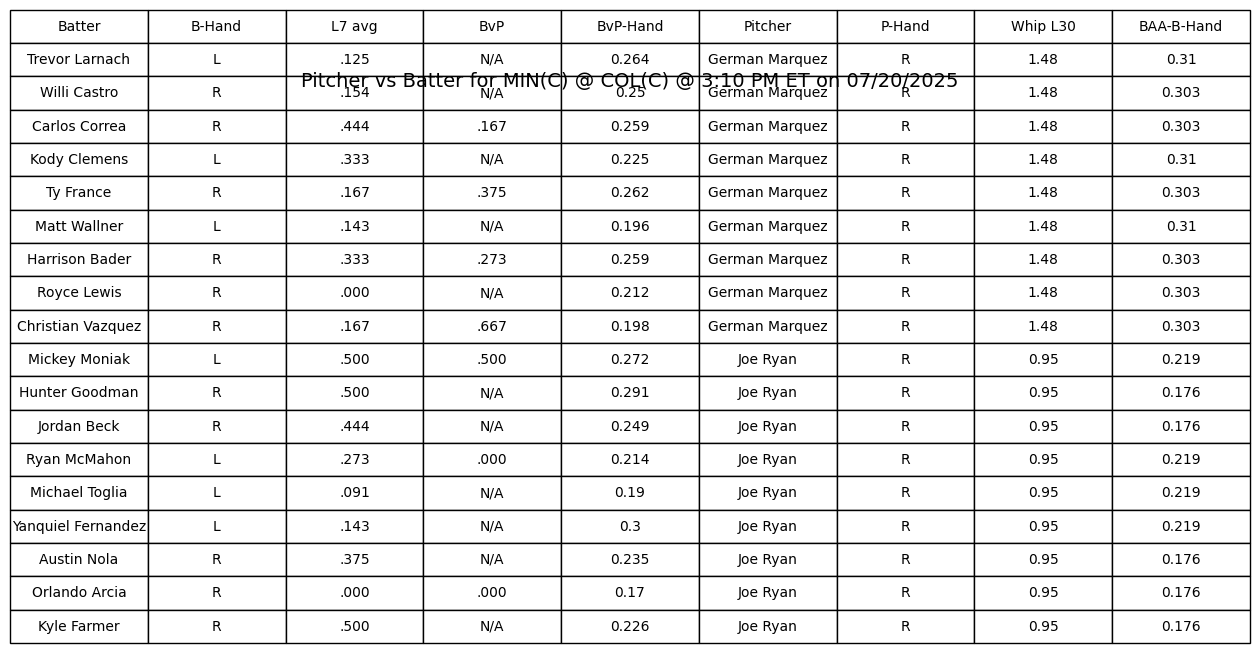 Batter B-Hand L7 avg BvP BvP-Hand Pitcher P-Hand Whip L30 BAA-B-Hand
Trevor Larnach L .125 N/A 0.264 German Marquez R 1.48 0.31
Pitcher vs Batter for MIN(C) @ COL(C) @ 3:10 PM ET on 07/20/2025
Willi Castro R .154 N/A 0.25 German Marquez R 1.48 0.303
Carlos Correa R .444 .167 0.259 German Marquez R 1.48 0.303
Kody Clemens L .333 N/A 0.225 German Marquez R 1.48 0.31
Ty France R .167 .375 0.262 German Marquez R 1.48 0.303
Matt Wallner L .143 N/A 0.196 German Marquez R 1.48 0.31
Harrison Bader R .333 .273 0.259 German Marquez R 1.48 0.303
Royce Lewis R .000 N/A 0.212 German Marquez R 1.48 0.303
Christian Vazquez R .167 .667 0.198 German Marquez R 1.48 0.303
Mickey Moniak L .500 .500 0.272 Joe Ryan R 0.95 0.219
Hunter Goodman R .500 N/A 0.291 Joe Ryan R 0.95 0.176
Jordan Beck R .444 N/A 0.249 Joe Ryan R 0.95 0.176
Ryan McMahon L .273 .000 0.214 Joe Ryan R 0.95 0.219
Michael Toglia L .091 N/A 0.19 Joe Ryan R 0.95 0.219
Yanquiel Fernandez L .143 N/A 0.3 Joe Ryan R 0.95 0.219
Austin Nola R .375 N/A 0.235 Joe Ryan R 0.95 0.176
Orlando Arcia R .000 .000 0.17 Joe Ryan R 0.95 0.176
Kyle Farmer R .500 N/A 0.226 Joe Ryan R 0.95 0.176